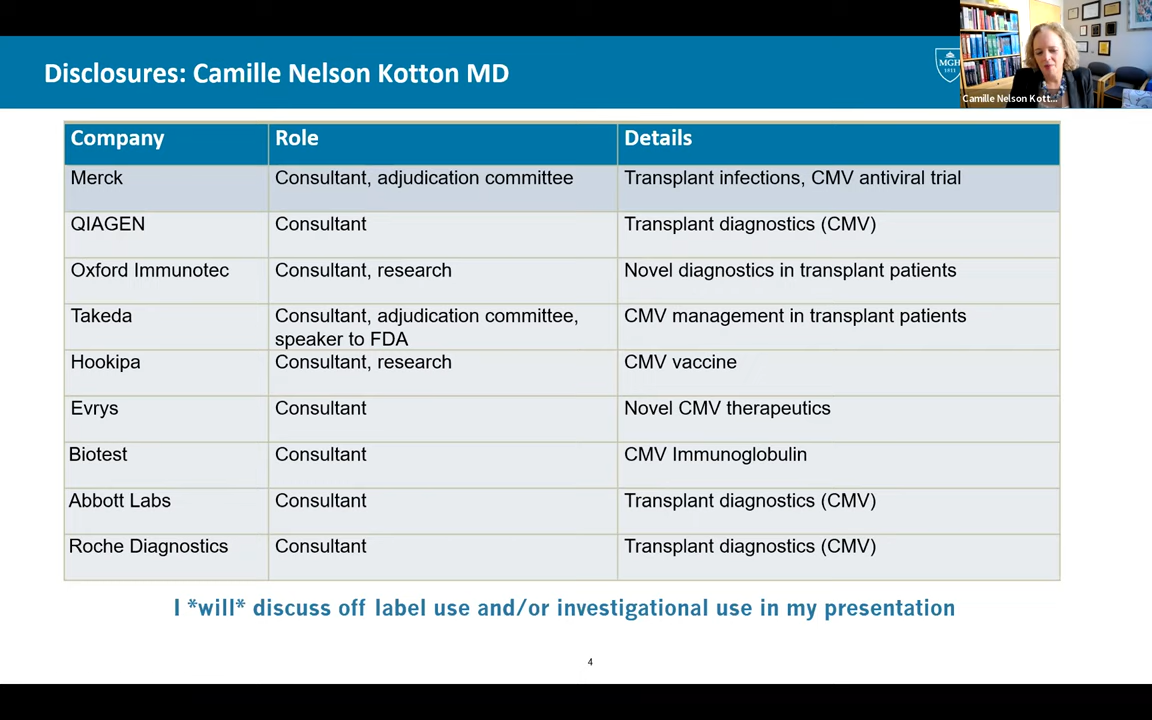 Disclosures: Camille Nelson Kotton MD
MGH
1811
Camille Nelson Kott...
Company Role Details
Merck Consultant, adjudication committee Transplant infections, CMV antiviral trial
QIAGEN Consultant Transplant diagnostics (CMV)
Oxford Immunotec Consultant, research Novel diagnostics in transplant patients
Takeda Consultant, adjudication committee, CMV management in transplant patients
speaker to FDA
Hookipa Consultant, research CMV vaccine
Evrys Consultant Novel CMV therapeutics
Biotest Consultant CMV Immunoglobulin
Abbott Labs Consultant Transplant diagnostics (CMV)
Roche Diagnostics Consultant Transplant diagnostics (CMV)
I *will* discuss off label use and/or investigational use in my presentation
4